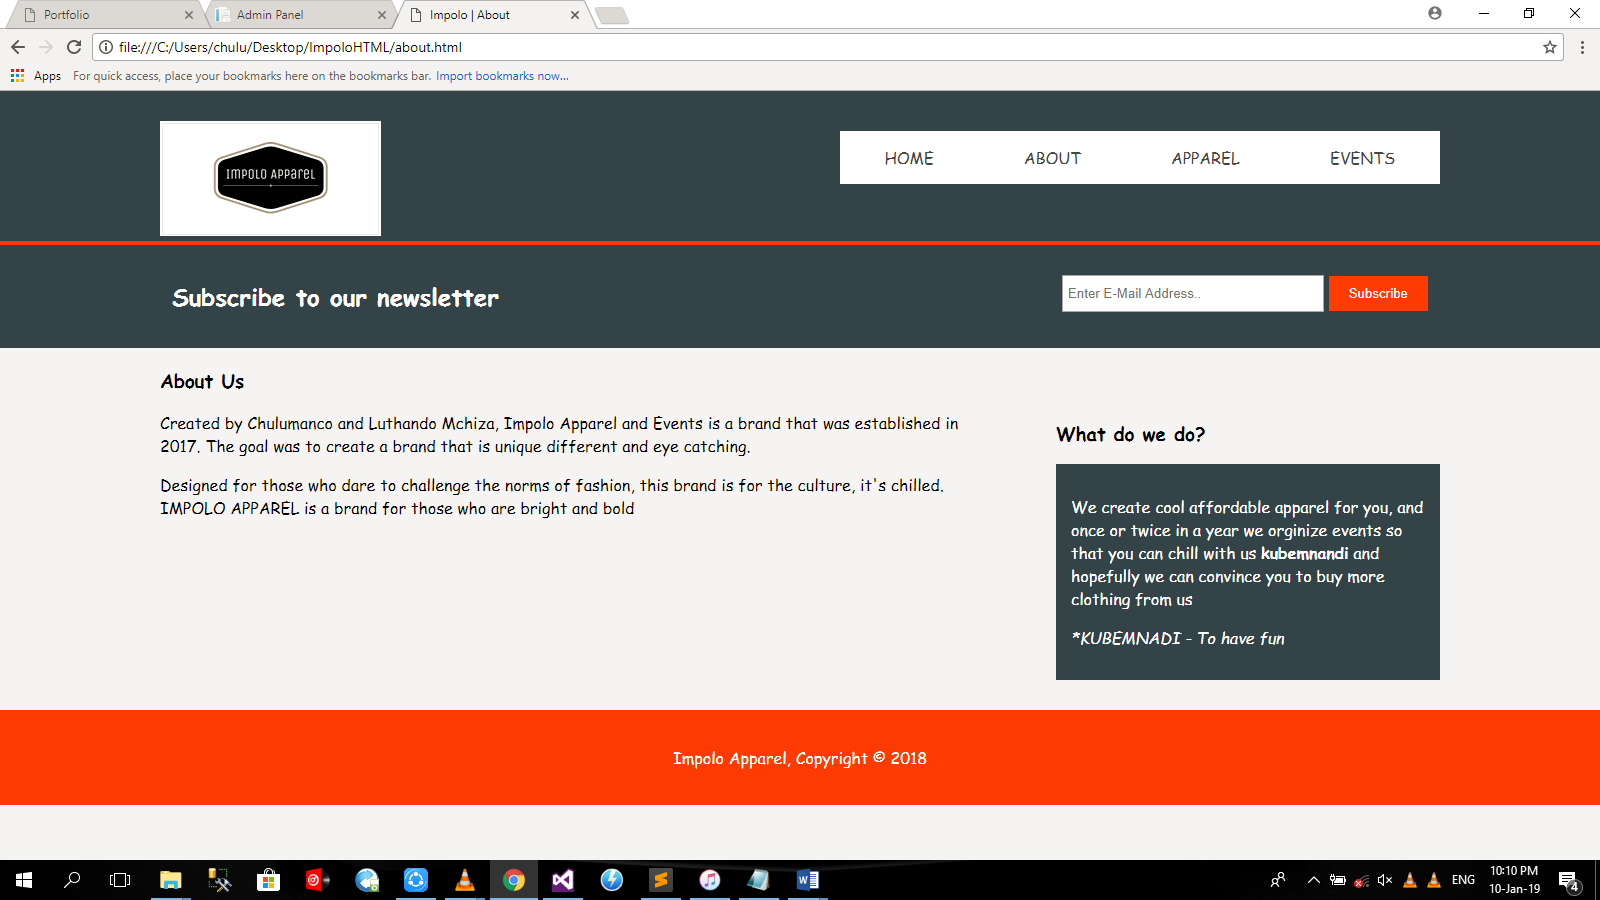 Portfolio
Admin Panel
Impolo | About
file:///C:/Users/chulu/Desktop/ImpoloHTML/about.html
Apps For quick access, place your bookmarks here on the bookmarks bar. Import bookmarks now...
IMPOLO APPAREL
HOME ABOUT APPAREL EVENTS
Subscribe to our newsletter
Enter E-Mail Address..
Subscribe
About Us
Created by Chulumanco and Luthando Mchiza, Impolo Apparel and Events is a brand that was established in
2017. The goal was to create a brand that is unique different and eye catching.
Designed for those who dare to challenge the norms of fashion, this brand is for the culture, it's chilled.
IMPOLO APPAREL is a brand for those who are bright and bold
What do we do?
We create cool affordable apparel for you, and
once or twice in a year we orginize events so
that you can chill with us kubemnandi and
hopefully we can convince you to buy more
clothing from us
*KUBEMNADI - To have fun
Impolo Apparel, Copyright © 2018
ENG
10:10 PM
10-Jan-19
4